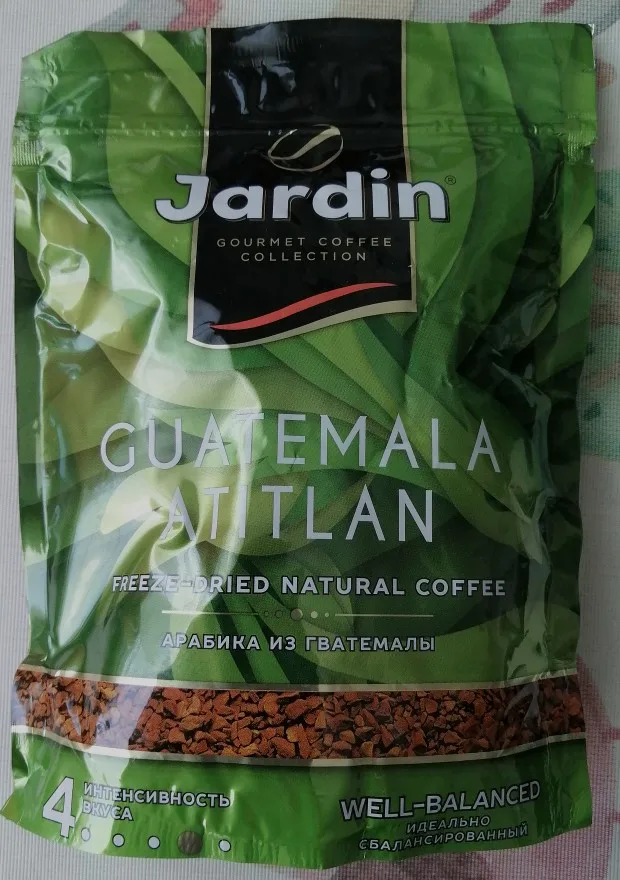 Jardin®
GOURMET COFFEE
COLLECTION
GUATEMALA
ATITLAN
FREEZE-DRIED NATURAL COFFEE
АРАБИКА ИЗ ГВАТЕМАЛЫ
4 ИНТЕНСИВНОСТЬ
ВКУСА
WELL-BALANCED
ИДЕАЛЬНО
СБАЛАНСИРОВАННЫЙ